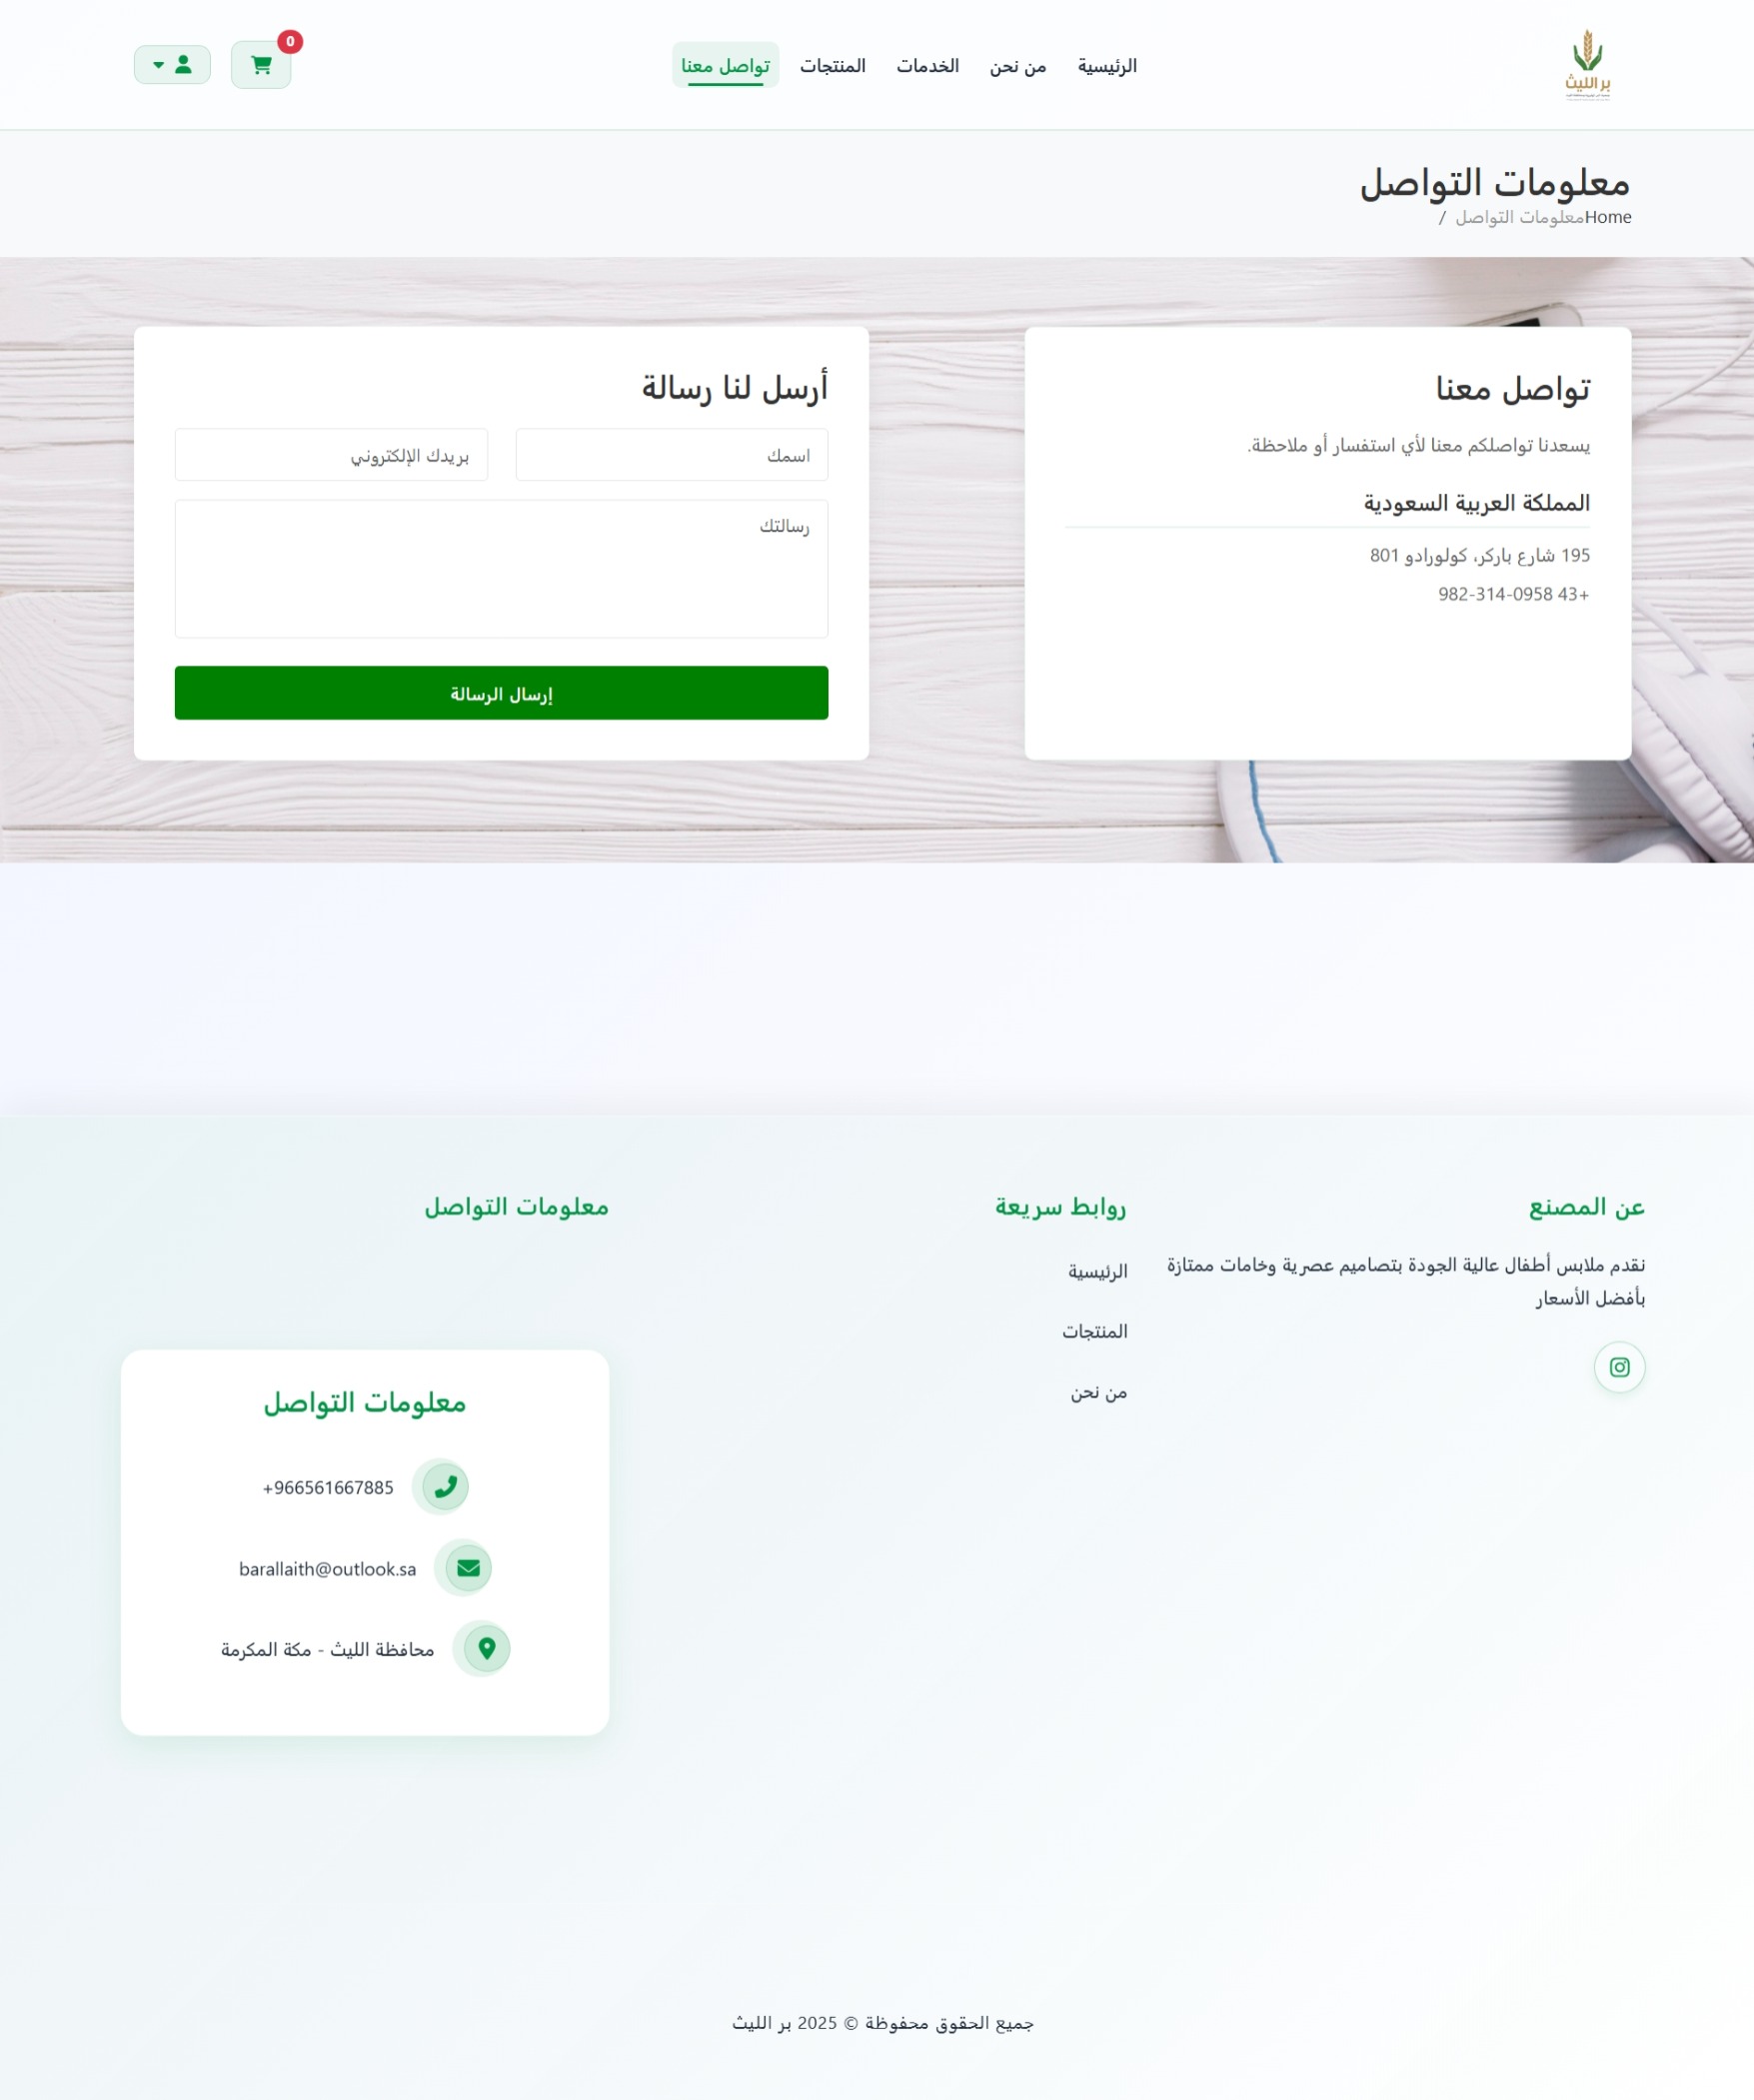 بر الليث
الرئيسية
من نحن
الخدمات
المنتجات
تواصل معنا
0
معلومات التواصل
Homeمعلومات التواصل /
تواصل معنا
يسعدنا تواصلكم معنا لأي استفسار أو ملاحظة.
المملكة العربية السعودية
195 شارع باركر، كولورادو 801
+43 982-314-0958
أرسل لنا رسالة
اسمك
بريدك الإلكتروني
رسالتك
إرسال الرسالة
عن المصنع
نقدم ملابس أطفال عالية الجودة بتصاميم عصرية وخامات ممتازة
بأفضل الأسعار
روابط سريعة
الرئيسية
المنتجات
من نحن
معلومات التواصل
معلومات التواصل
+966561667885
barallaith@outlook.sa
محافظة الليث - مكة المكرمة
جميع الحقوق محفوظة © 2025 بر الليث